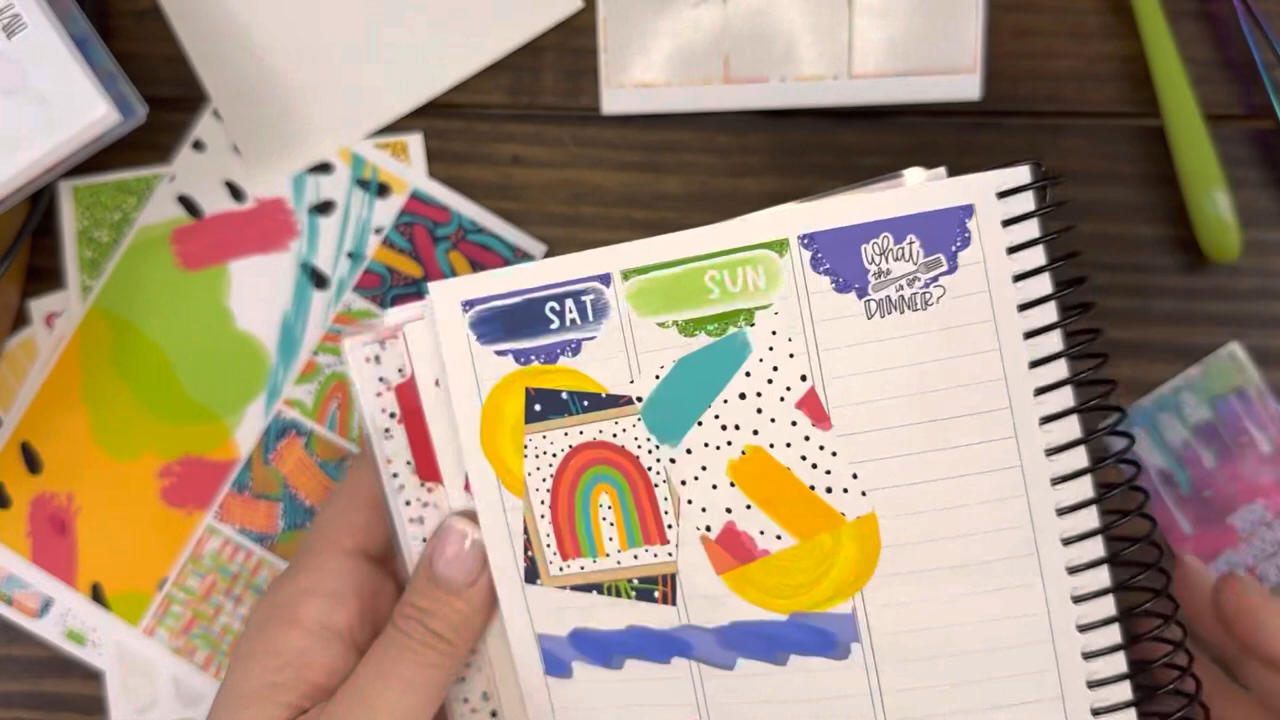 SAT
SUN
What
the
is for
DINNER?